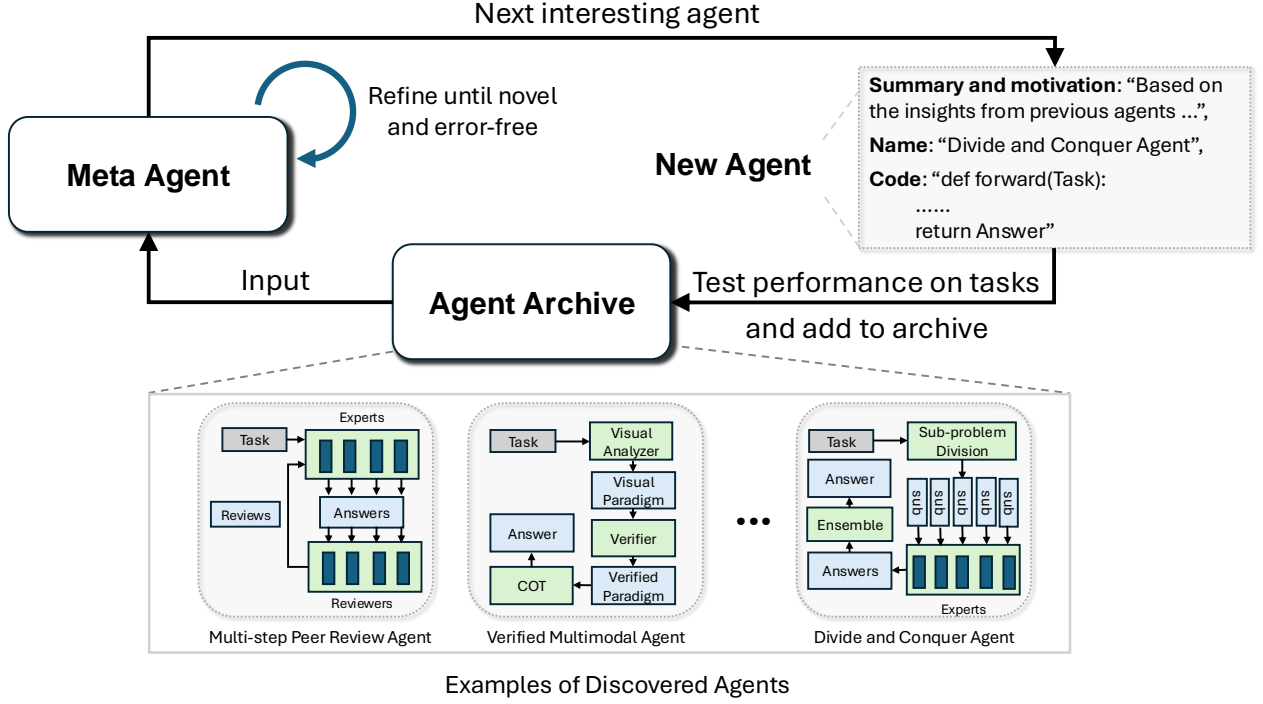 Next interesting agent
Refine until novel
and error-free
Meta Agent
New Agent
Summary and motivation: “Based on
the insights from previous agents ...”,
Name: “Divide and Conquer Agent”,
Code: “def forward(Task):
......
return Answer”
Input
Agent Archive
Test performance on tasks
and add to archive
Experts
Task
Reviews
Answers
Reviewers
Multi-step Peer Review Agent
Task
Visual
Analyzer
Visual
Paradigm
Answer
Verifier
COT
Verified
Paradigm
Verified Multimodal Agent
...
Task
Sub-problem
Division
Answer
sub
sub
sub
sub
sub
Ensemble
Answers
Experts
Divide and Conquer Agent
Examples of Discovered Agents